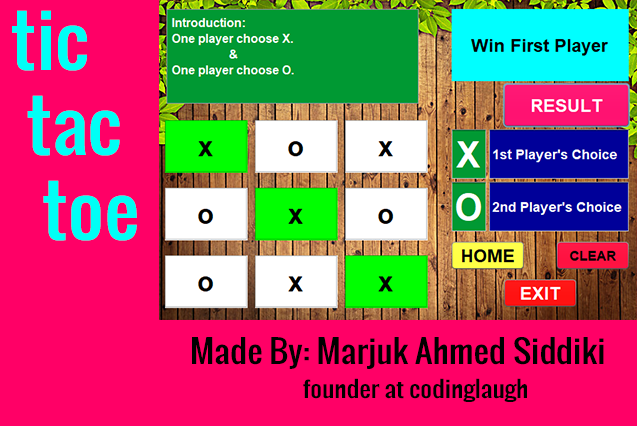 tic
tac
toe
Introduction:
One player choose X.
&
One player choose O.
Win First Player
RESULT
X 1st Player's Choice
O 2nd Player's Choice
HOME CLEAR
EXIT
X O X
O X O
O X X
Made By: Marjuk Ahmed Siddiki
founder at codinglaugh